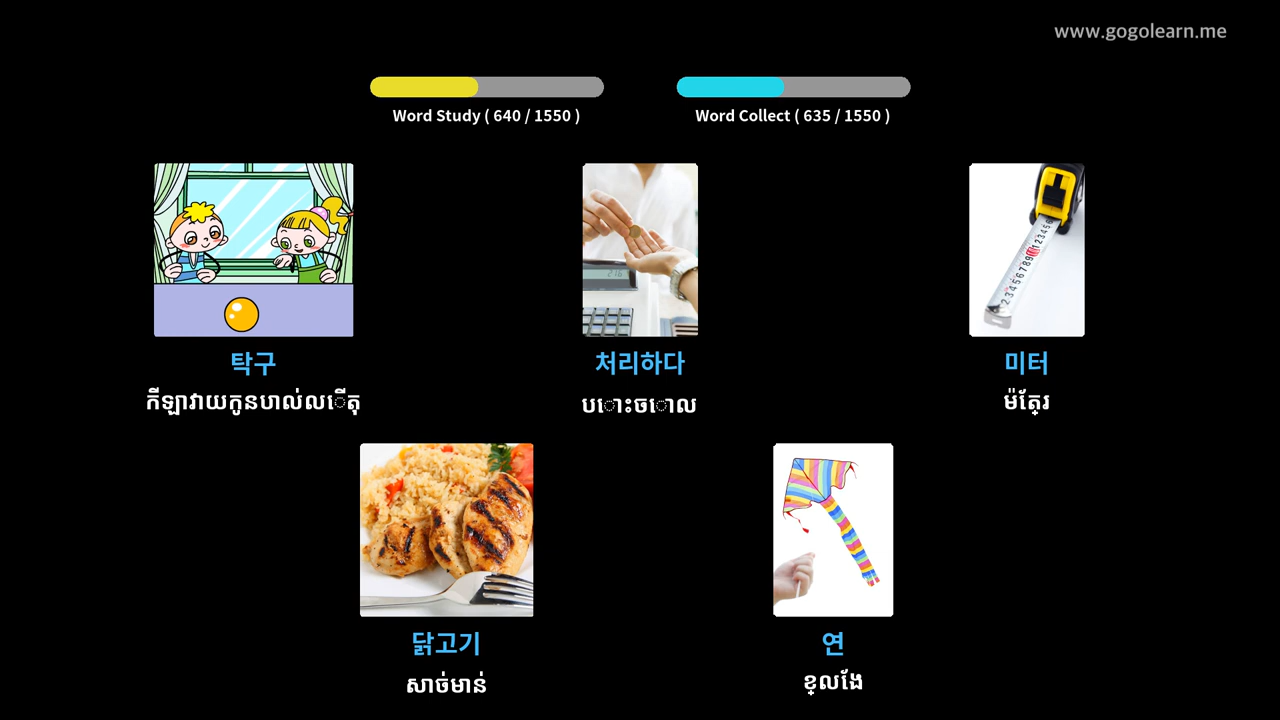 www.gogolearn.me
Word Study ( 640 / 1550 )
Word Collect ( 635 / 1550 )
탁구
កីឡាវាយកូនបាល់លើតុ
처리하다
បោះចោល
미터
ម៉ែត្រ
닭고기
សាច់មាន់
연
ខ្លែង